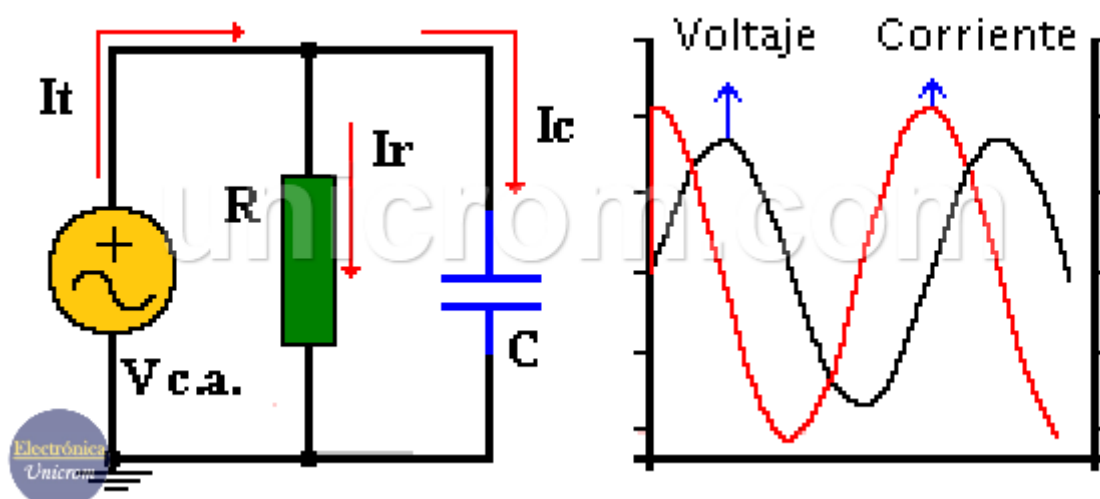 It
Ir
Ic
R
C
V c.a.
Voltaje
Corriente
unicrom.com
Electrónica
Unicrom